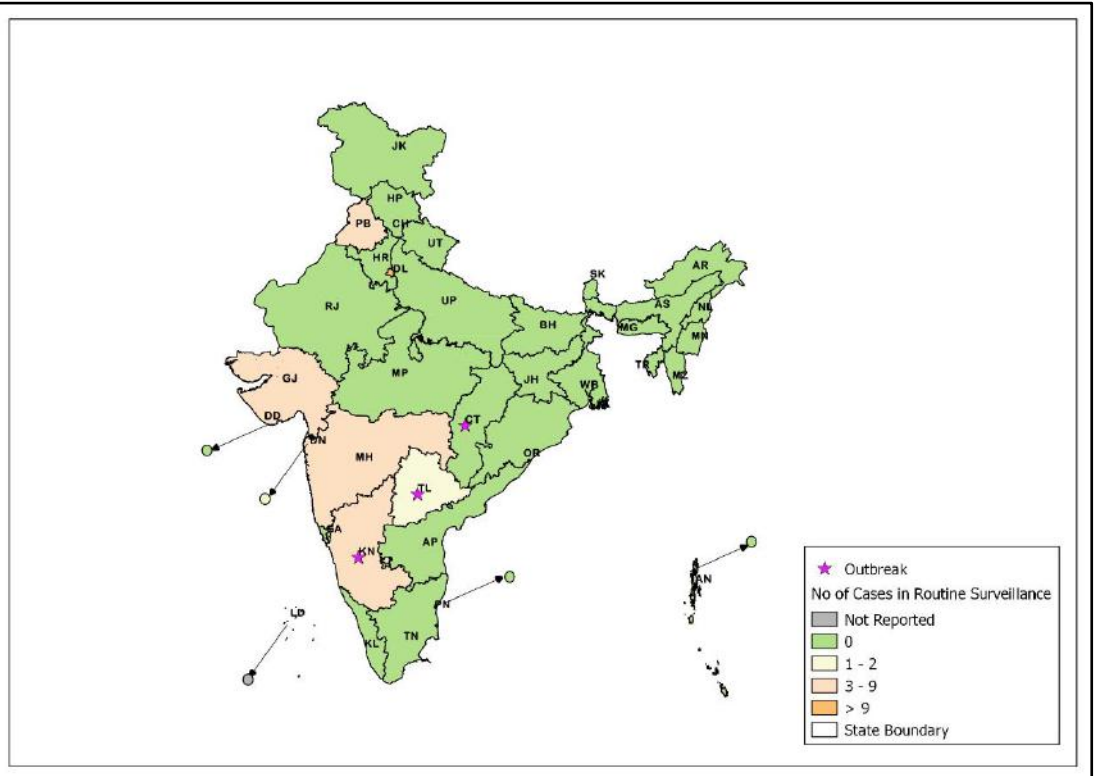 JK
HP
PB
CH
UT
HR
DL
SK
AR
RJ
UP
AS
NL
BH
MG
MN
GJ
MP
JH
TR
MZ
WB
DD
CT
DN
MH
OR
TL
GA
KN
AP
AN
LD
PN
KL
TN
Outbreak
No of Cases in Routine Surveillance
Not Reported
0
1 - 2
3 - 9
> 9
State Boundary